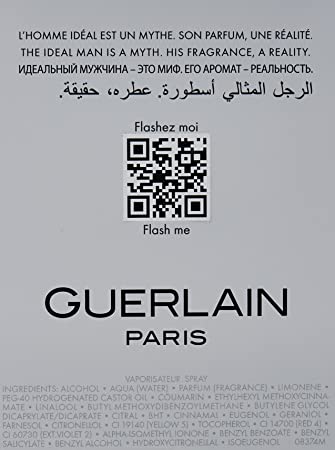 L'HOMME IDÉAL EST UN MYTHE. SON PARFUM, UNE RÉALITÉ.
THE IDEAL MAN IS A MYTH. HIS FRAGRANCE, A REALITY.
ИДЕАЛЬНЫЙ МУЖЧИНА – ЭТО МИФ. ЕГО АРОМАТ – РЕАЛЬНОСТЬ.
الرجل المثالي أسطورة. عطره، حقيقة.
Flashez moi
Flash me
GUERLAIN
PARIS
VAPORISATEUR . SPRAY
INGREDIENTS: ALCOHOL • AQUA (WATER) • PARFUM (FRAGRANCE) • LIMONENE •
PEG-40 HYDROGENATED CASTOR OIL • COUMARIN • ETHYLHEXYL METHOXYCINNA-
MATE • LINALOOL • BUTYL METHOXYDIBENZOYLMETHANE • BUTYLENE GLYCOL
DICAPRYLATE/DICAPRATE • CITRAL • BHT • CINNAMAL • EUGENOL • GERANIOL •
FARNESOL • CITRONELLOL • CI 19140 (YELLOW 5) • TOCOPHEROL • CI 14700 (RED 4) •
CI 60730 (EXT.VIOLET 2) • ALPHA-ISOMETHYL IONONE • BENZYL BENZOATE • BENZYL
SALICYLATE • BENZYL ALCOHOL • HYDROXYCITRONELLAL • ISOEUGENOL 08374M